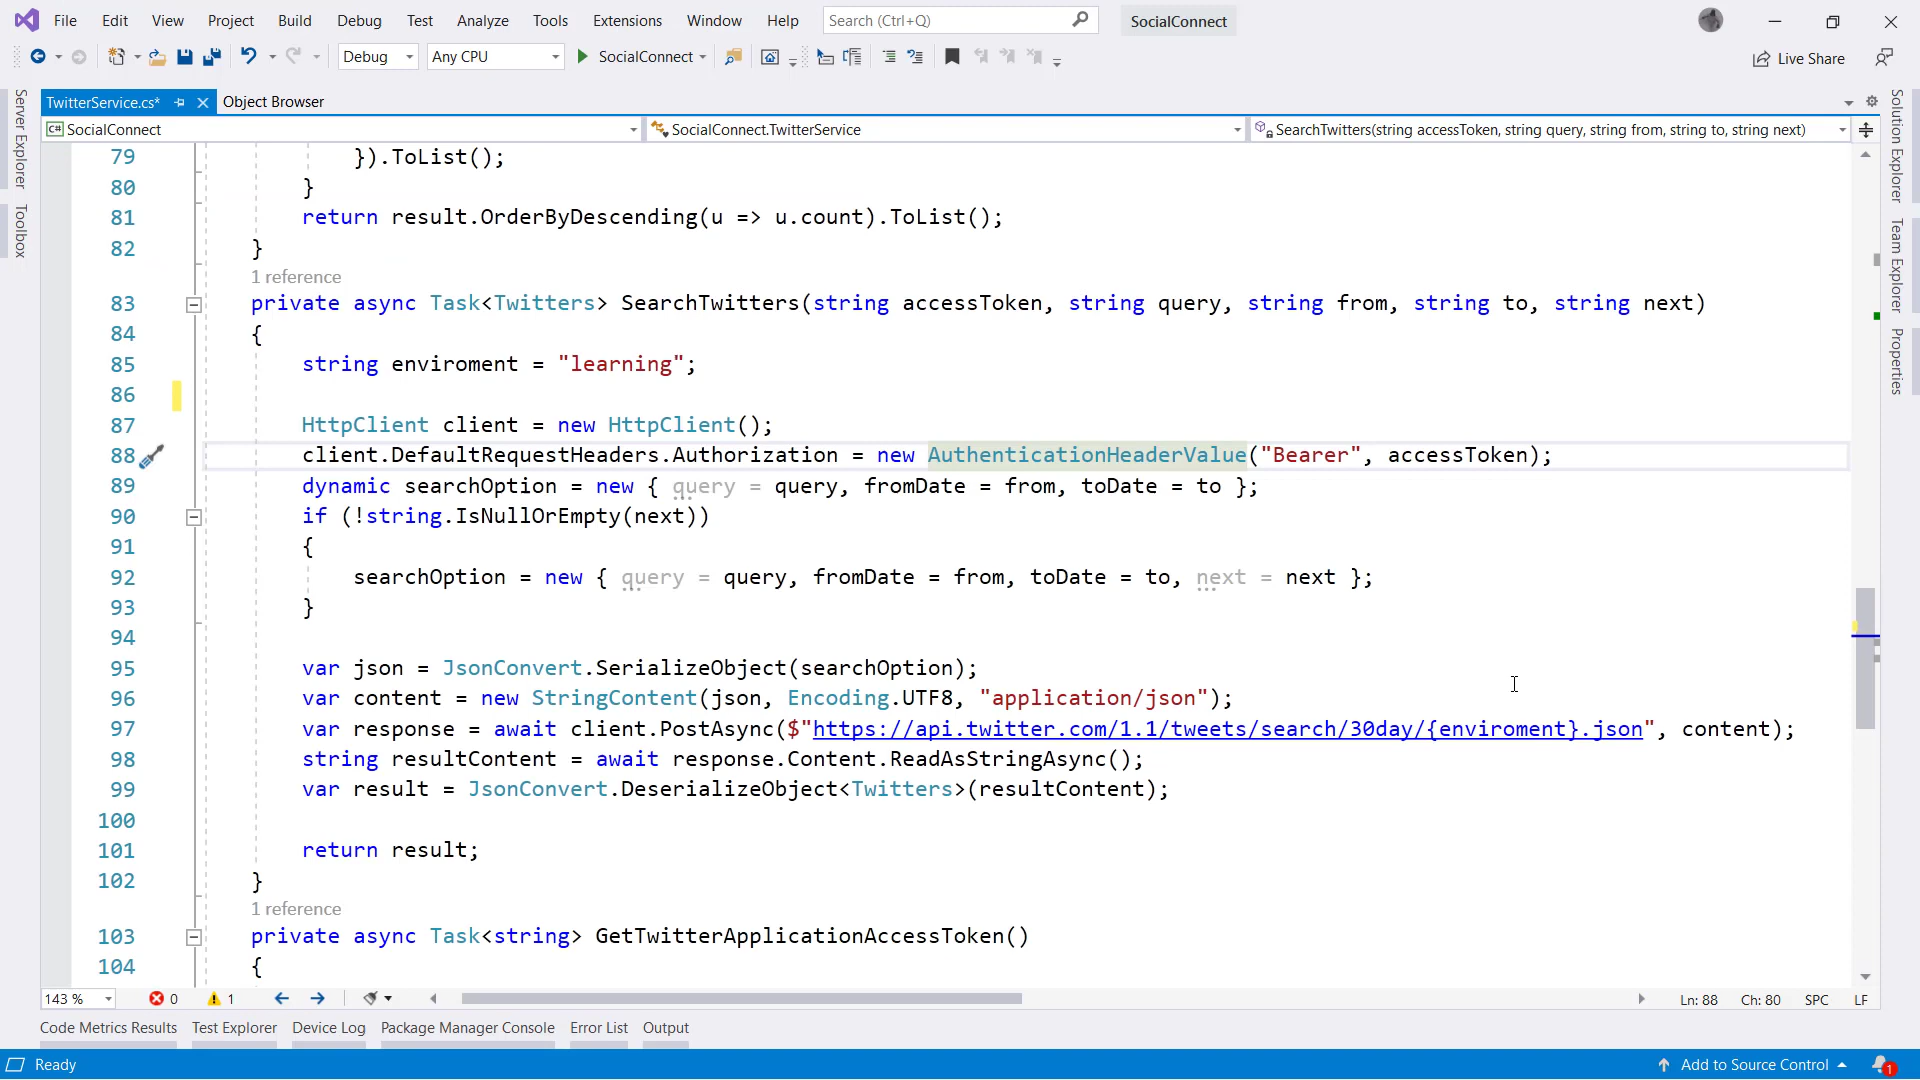 File Edit View Project Build Debug Test Analyze Tools Extensions Window Help Search (Ctrl+Q) SocialConnect
Debug Any CPU SocialConnect Live Share
TwitterService.cs* Object Browser
SocialConnect SocialConnect.TwitterService SearchTwitters(string accessToken, string query, string from, string to, string next)
Server Explorer
Toolbox
Solution Explorer
Team Explorer
Properties
79 }).ToList();
80 }
81 return result.OrderByDescending(u => u.count).ToList();
82 }
1 reference
83 private async Task<Twitters> SearchTwitters(string accessToken, string query, string from, string to, string next)
84 {
85 string enviroment = "learning";
86
87 HttpClient client = new HttpClient();
88 client.DefaultRequestHeaders.Authorization = new AuthenticationHeaderValue("Bearer", accessToken);
89 dynamic searchOption = new { query = query, fromDate = from, toDate = to };
90 if (!string.IsNullOrEmpty(next))
91 {
92 searchOption = new { query = query, fromDate = from, toDate = to, next = next };
93 }
94
95 var json = JsonConvert.SerializeObject(searchOption);
96 var content = new StringContent(json, Encoding.UTF8, "application/json");
97 var response = await client.PostAsync($"https://api.twitter.com/1.1/tweets/search/30day/{enviroment}.json", content);
98 string resultContent = await response.Content.ReadAsStringAsync();
99 var result = JsonConvert.DeserializeObject<Twitters>(resultContent);
100
101 return result;
102 }
1 reference
103 private async Task<string> GetTwitterApplicationAccessToken()
104 {
143 % 0 1 Ln: 88 Ch: 80 SPC LF
Code Metrics Results Test Explorer Device Log Package Manager Console Error List Output
Ready Add to Source Control 1